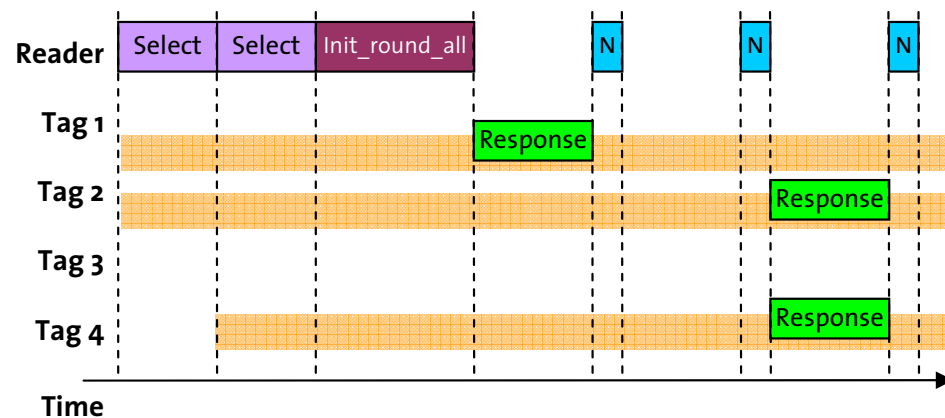 Reader Select Select Init_round_all N N N
Tag 1 Response
Tag 2 Response
Tag 3
Tag 4 Response
Time